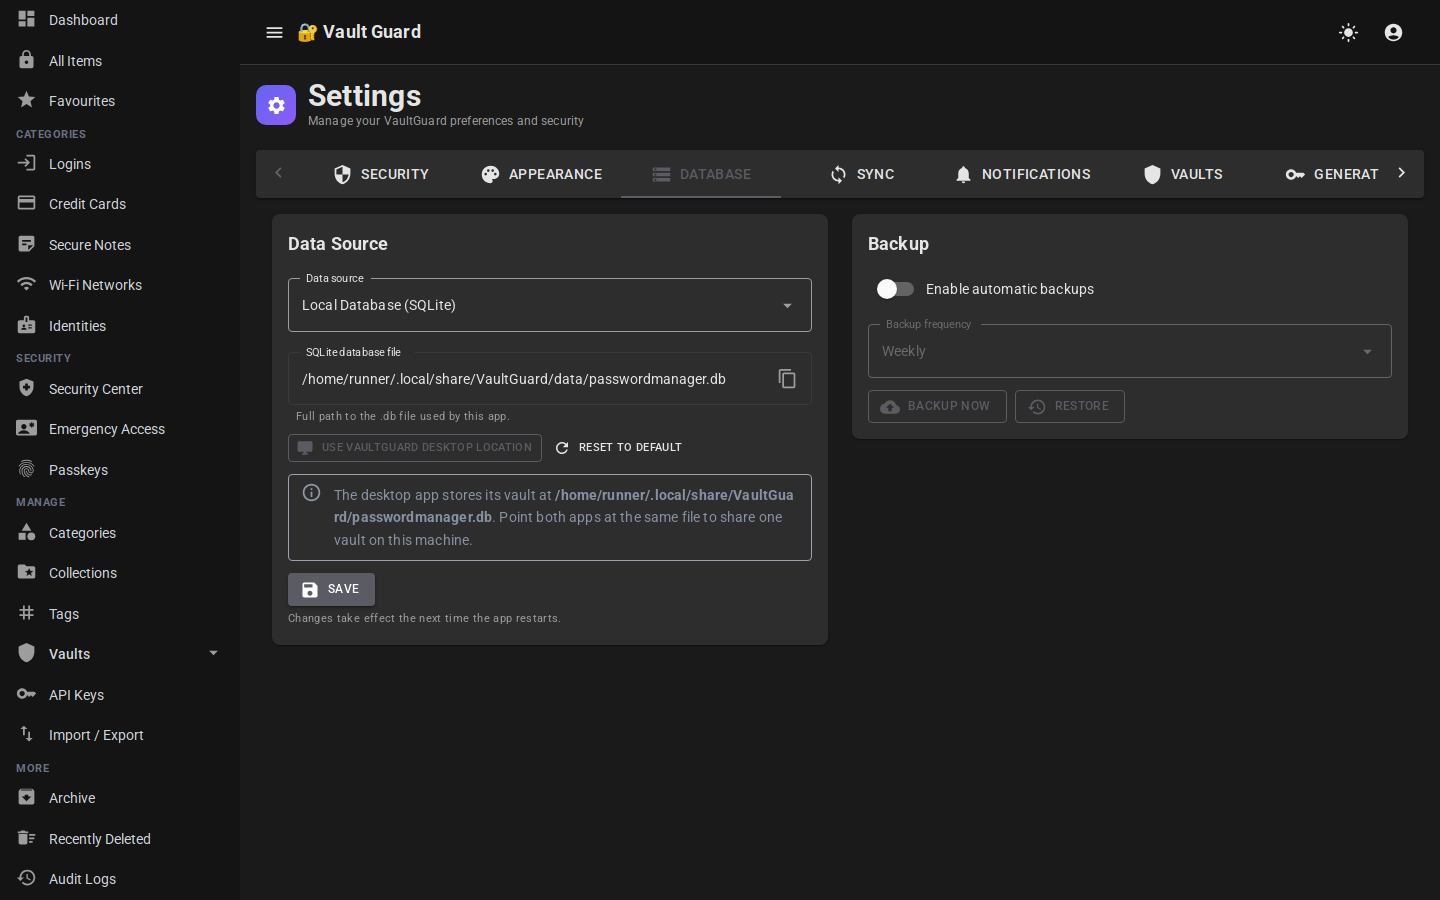 Dashboard
All Items
Favourites
CATEGORIES
Logins
Credit Cards
Secure Notes
Wi-Fi Networks
Identities
SECURITY
Security Center
Emergency Access
Passkeys
MANAGE
Categories
Collections
Tags
Vaults
API Keys
Import / Export
MORE
Archive
Recently Deleted
Audit Logs
Vault Guard
Settings
Manage your VaultGuard preferences and security
SECURITY
APPEARANCE
DATABASE
SYNC
NOTIFICATIONS
VAULTS
GENERAT
Data Source
Data source
Local Database (SQLite)
SQLite database file
/home/runner/.local/share/VaultGuard/data/passwordmanager.db
Full path to the .db file used by this app.
USE VAULTGUARD DESKTOP LOCATION
RESET TO DEFAULT
The desktop app stores its vault at /home/runner/.local/share/VaultGua
rd/passwordmanager.db. Point both apps at the same file to share one
vault on this machine.
SAVE
Changes take effect the next time the app restarts.
Backup
Enable automatic backups
Backup frequency
Weekly
BACKUP NOW
RESTORE